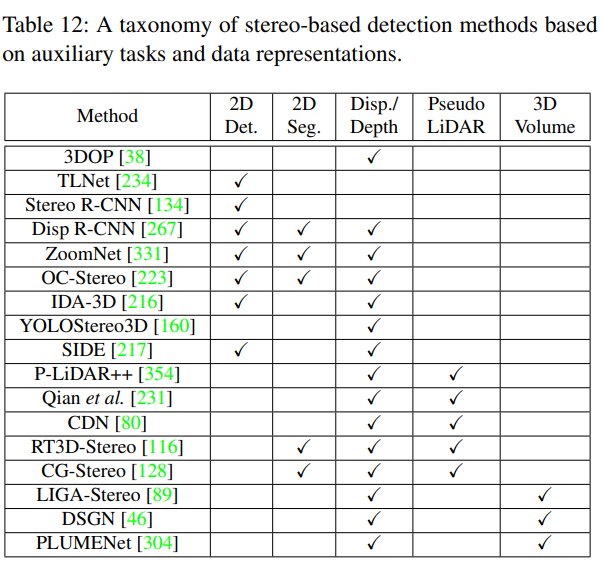 Table 12: A taxonomy of stereo-based detection methods based
on auxiliary tasks and data representations.
Method 2D Det. 2D Seg. Disp./ Depth Pseudo LiDAR 3D Volume
3DOP [38] ✓
TLNet [234] ✓
Stereo R-CNN [134] ✓
Disp R-CNN [267] ✓ ✓ ✓
ZoomNet [331] ✓ ✓ ✓
OC-Stereo [223] ✓ ✓ ✓
IDA-3D [216] ✓ ✓
YOLOStereo3D [160] ✓
SIDE [217] ✓ ✓
P-LiDAR++ [354] ✓ ✓
Qian et al. [231] ✓ ✓
CDN [80] ✓ ✓
RT3D-Stereo [116] ✓ ✓ ✓
CG-Stereo [128] ✓ ✓ ✓
LIGA-Stereo [89] ✓ ✓
DSGN [46] ✓ ✓
PLUMENet [304] ✓ ✓